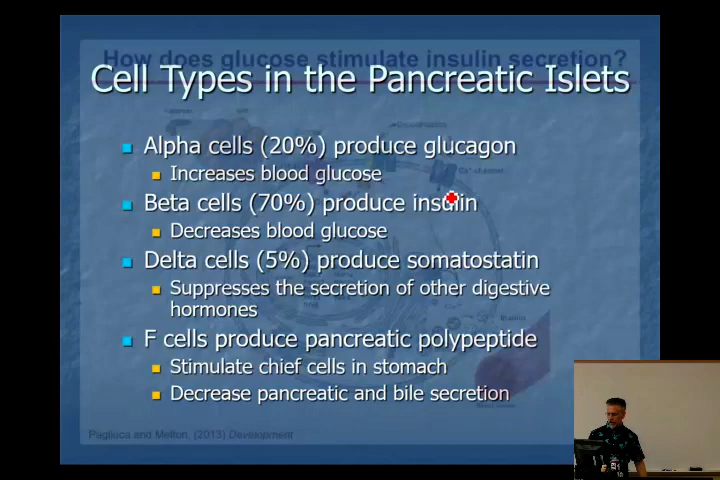 How does glucose stimulate insulin secretion?
Cell Types in the Pancreatic Islets
Alpha cells (20%) produce glucagon
Increases blood glucose
Beta cells (70%) produce insulin
Decreases blood glucose
Delta cells (5%) produce somatostatin
Suppresses the secretion of other digestive
hormones
F cells produce pancreatic polypeptide
Stimulate chief cells in stomach
Decrease pancreatic and bile secretion
Pagliuca and Melton, (2013) Development